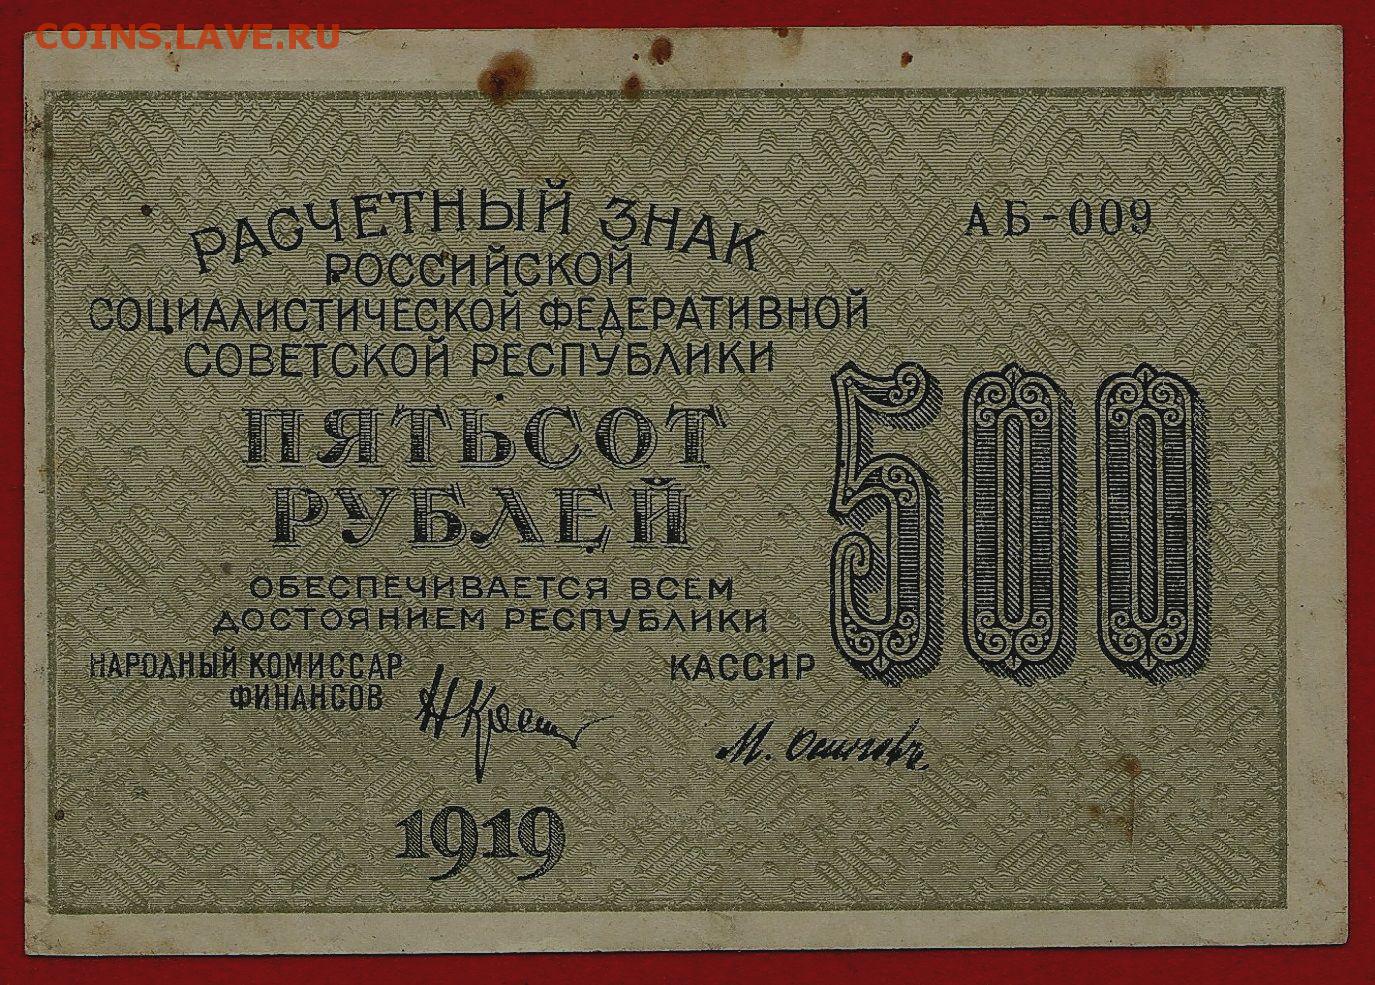 COINS.LAVE.RU
РАСЧЕТНЫЙ ЗНАК
АБ-009
РОССИЙСКОЙ
СОЦИАЛИСТИЧЕСКОЙ ФЕДЕРАТИВНОЙ
СОВЕТСКОЙ РЕСПУБЛИКИ
ПЯТЬСОТ
РУБЛЕЙ
500
ОБЕСПЕЧИВАЕТСЯ ВСЕМ
ДОСТОЯНИЕМ РЕСПУБЛИКИ
НАРОДНЫЙ КОМИССАР
ФИНАНСОВ
КАССИР
М. Осиповъ
1919